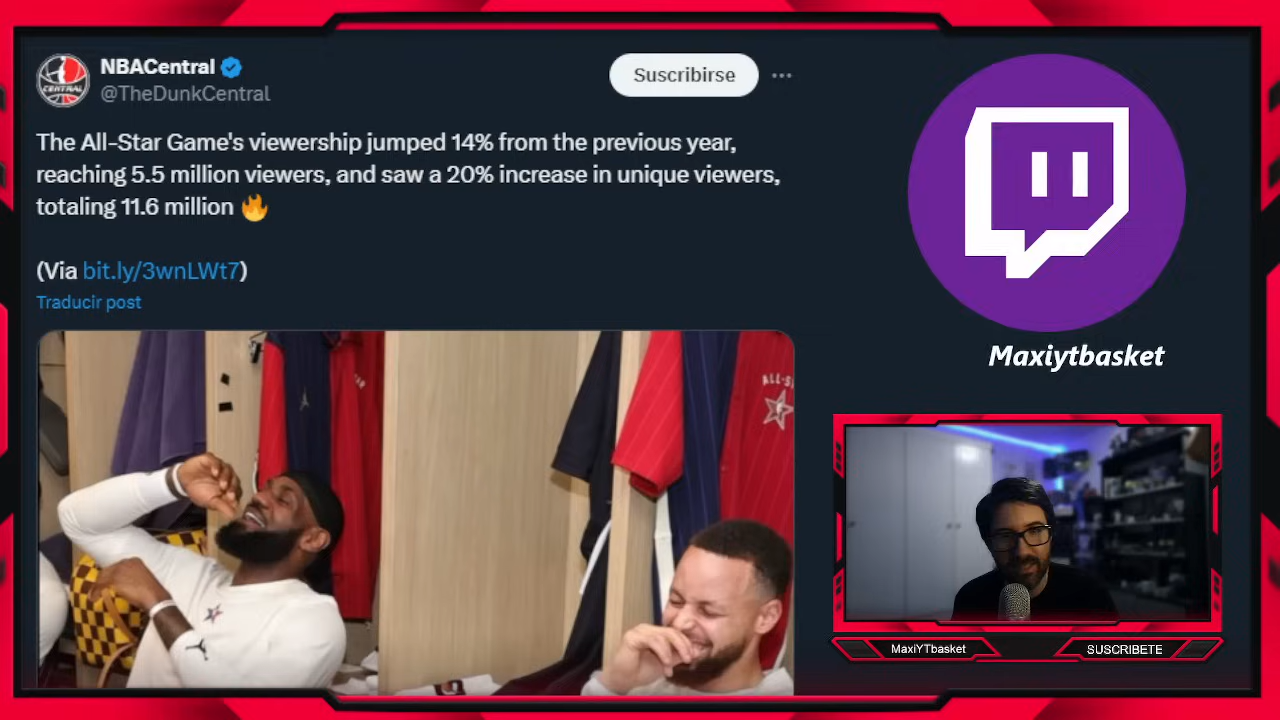 NBACentral
@TheDunkCentral
Suscribirse
The All-Star Game's viewership jumped 14% from the previous year,
reaching 5.5 million viewers, and saw a 20% increase in unique viewers,
totaling 11.6 million 🔥
(Via bit.ly/3wnLWt7)
Traducir post
CENTRAL
ALL-S
Maxiytbasket
MaxiYTbasket
SUSCRIBETE